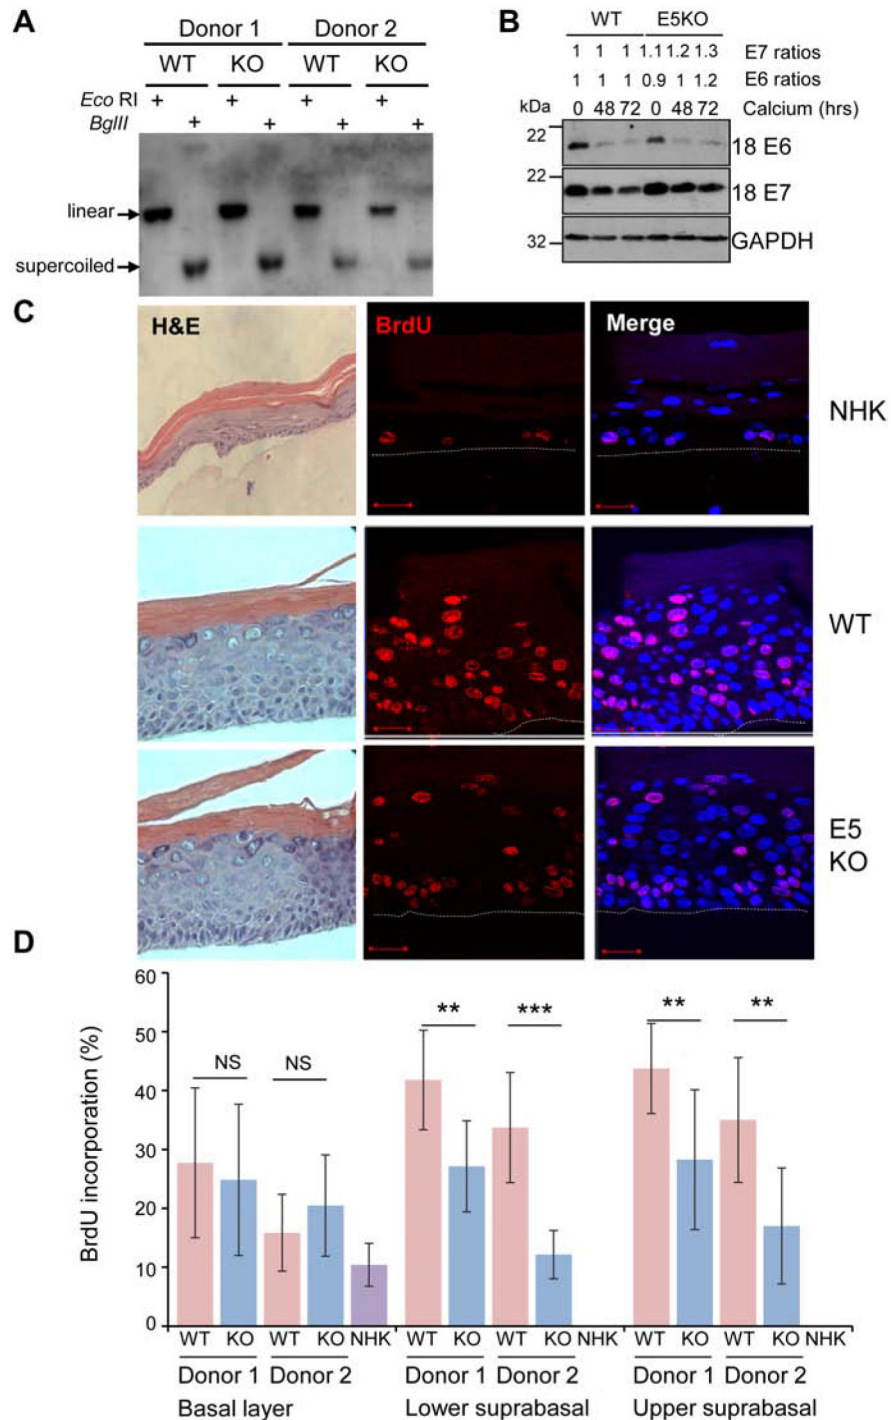 A
Donor 1 Donor 2
WT KO WT KO
Eco RI + + + +
BglII + + + +
linear
supercoiled
B
WT E5KO
1 1 1 1.1 1.2 1.3 E7 ratios
1 1 1 0.9 1 1.2 E6 ratios
kDa 0 48 72 0 48 72 Calcium (hrs)
22 18 E6
22 18 E7
32 GAPDH
C
H&E BrdU Merge
NHK
WT
E5
KO
D
BrdU incorporation (%)
60
50
40
30
20
10
0
NS NS ** *** ** **
WT KO WT KO NHK WT KO WT KO NHK WT KO WT KO NHK
Donor 1 Donor 2 Donor 1 Donor 2 Donor 1 Donor 2
Basal layer Lower suprabasal Upper suprabasal